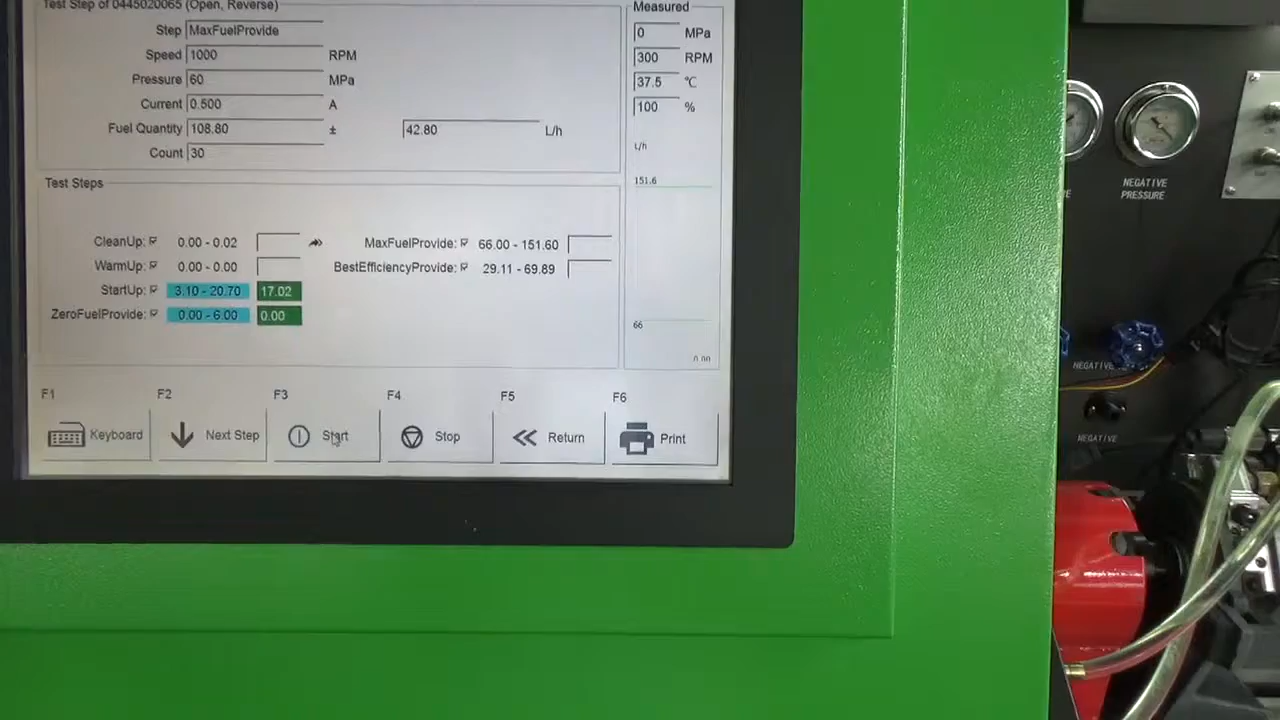 Test Step of 0445020065 (Open, Reverse)
Step MaxFuelProvide
Speed 1000 RPM
Pressure 60 MPa
Current 0.500 A
Fuel Quantity 108.80 ± 42.80 L/h
Count 30
Measured
0 MPa
300 RPM
37.5 °C
100 %
L/h
151.6
66
0.00
Test Steps
CleanUp: 0.00 - 0.02
WarmUp: 0.00 - 0.00
StartUp: 3.10 - 20.70 17.02
ZeroFuelProvide: 0.00 - 6.00 0.00
MaxFuelProvide: 66.00 - 151.60
BestEfficiencyProvide: 29.11 - 69.89
F1 F2 F3 F4 F5 F6
Keyboard Next Step Start Stop Return Print
NEGATIVE
PRESSURE
NEGATIVE
NEGATIVE